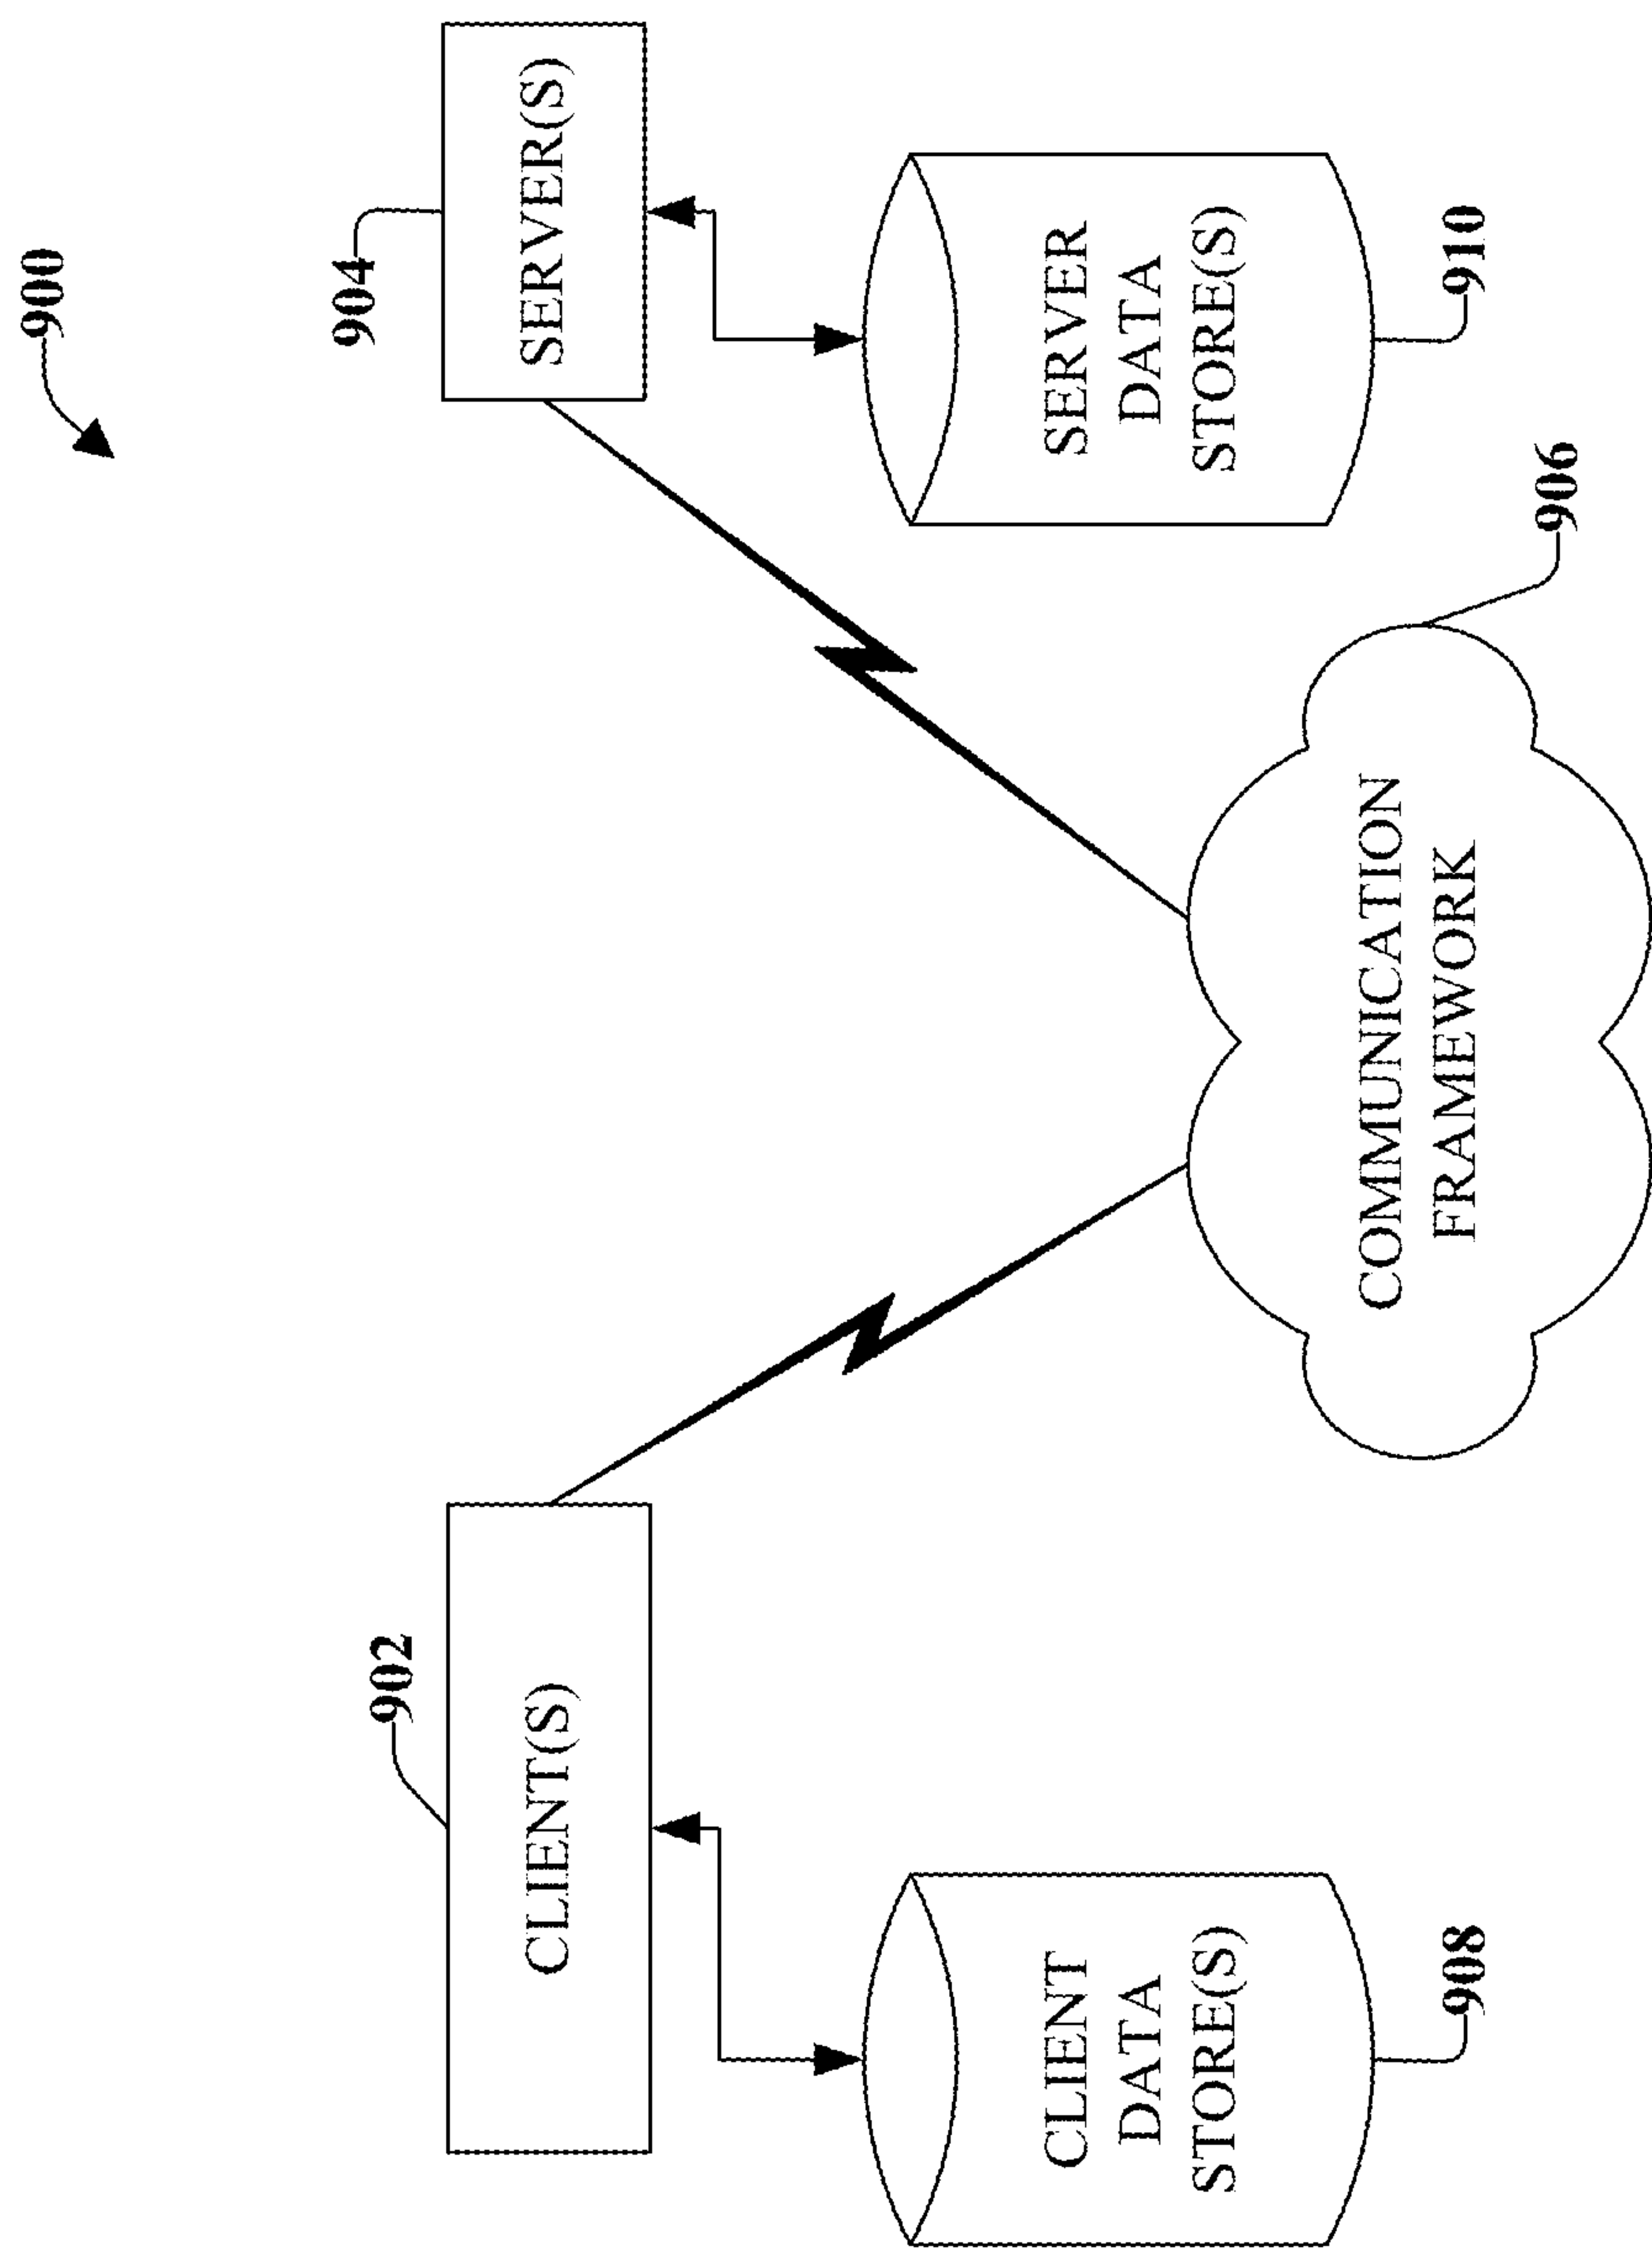 900
902
904
CLIENT(S)
SERVER(S)
CLIENT
DATA
STORE(S)
SERVER
DATA
STORE(S)
COMMUNICATION
FRAMEWORK
908
910
906